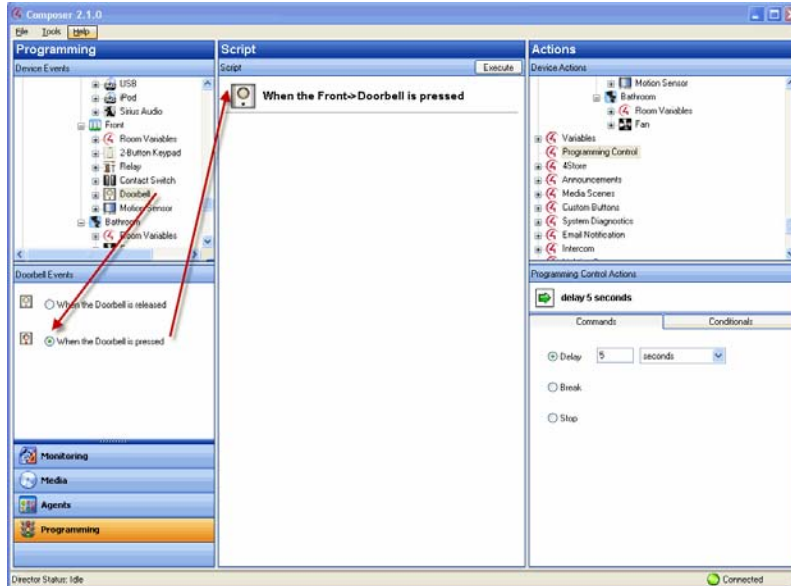 Composer 2.1.0
File Tools Help
Programming
Device Events
USB
iPod
Sirius Audio
Front
Room Variables
2-Button Keypad
Relay
Contact Switch
Doorbell
Motion Sensor
Bathroom
Room Variables
Doorbell Events
When the Doorbell is released
When the Doorbell is pressed
Monitoring
Media
Agents
Programming
Script
Script Execute
When the Front->Doorbell is pressed
Actions
Device Actions
Motion Sensor
Bathroom
Room Variables
Fan
Variables
Programming Control
4Store
Announcements
Media Scenes
Custom Buttons
System Diagnostics
Email Notification
Intercom
Programming Control Actions
delay 5 seconds
Commands Conditionals
Delay 5 seconds
Break
Stop
Director Status: Idle
Connected